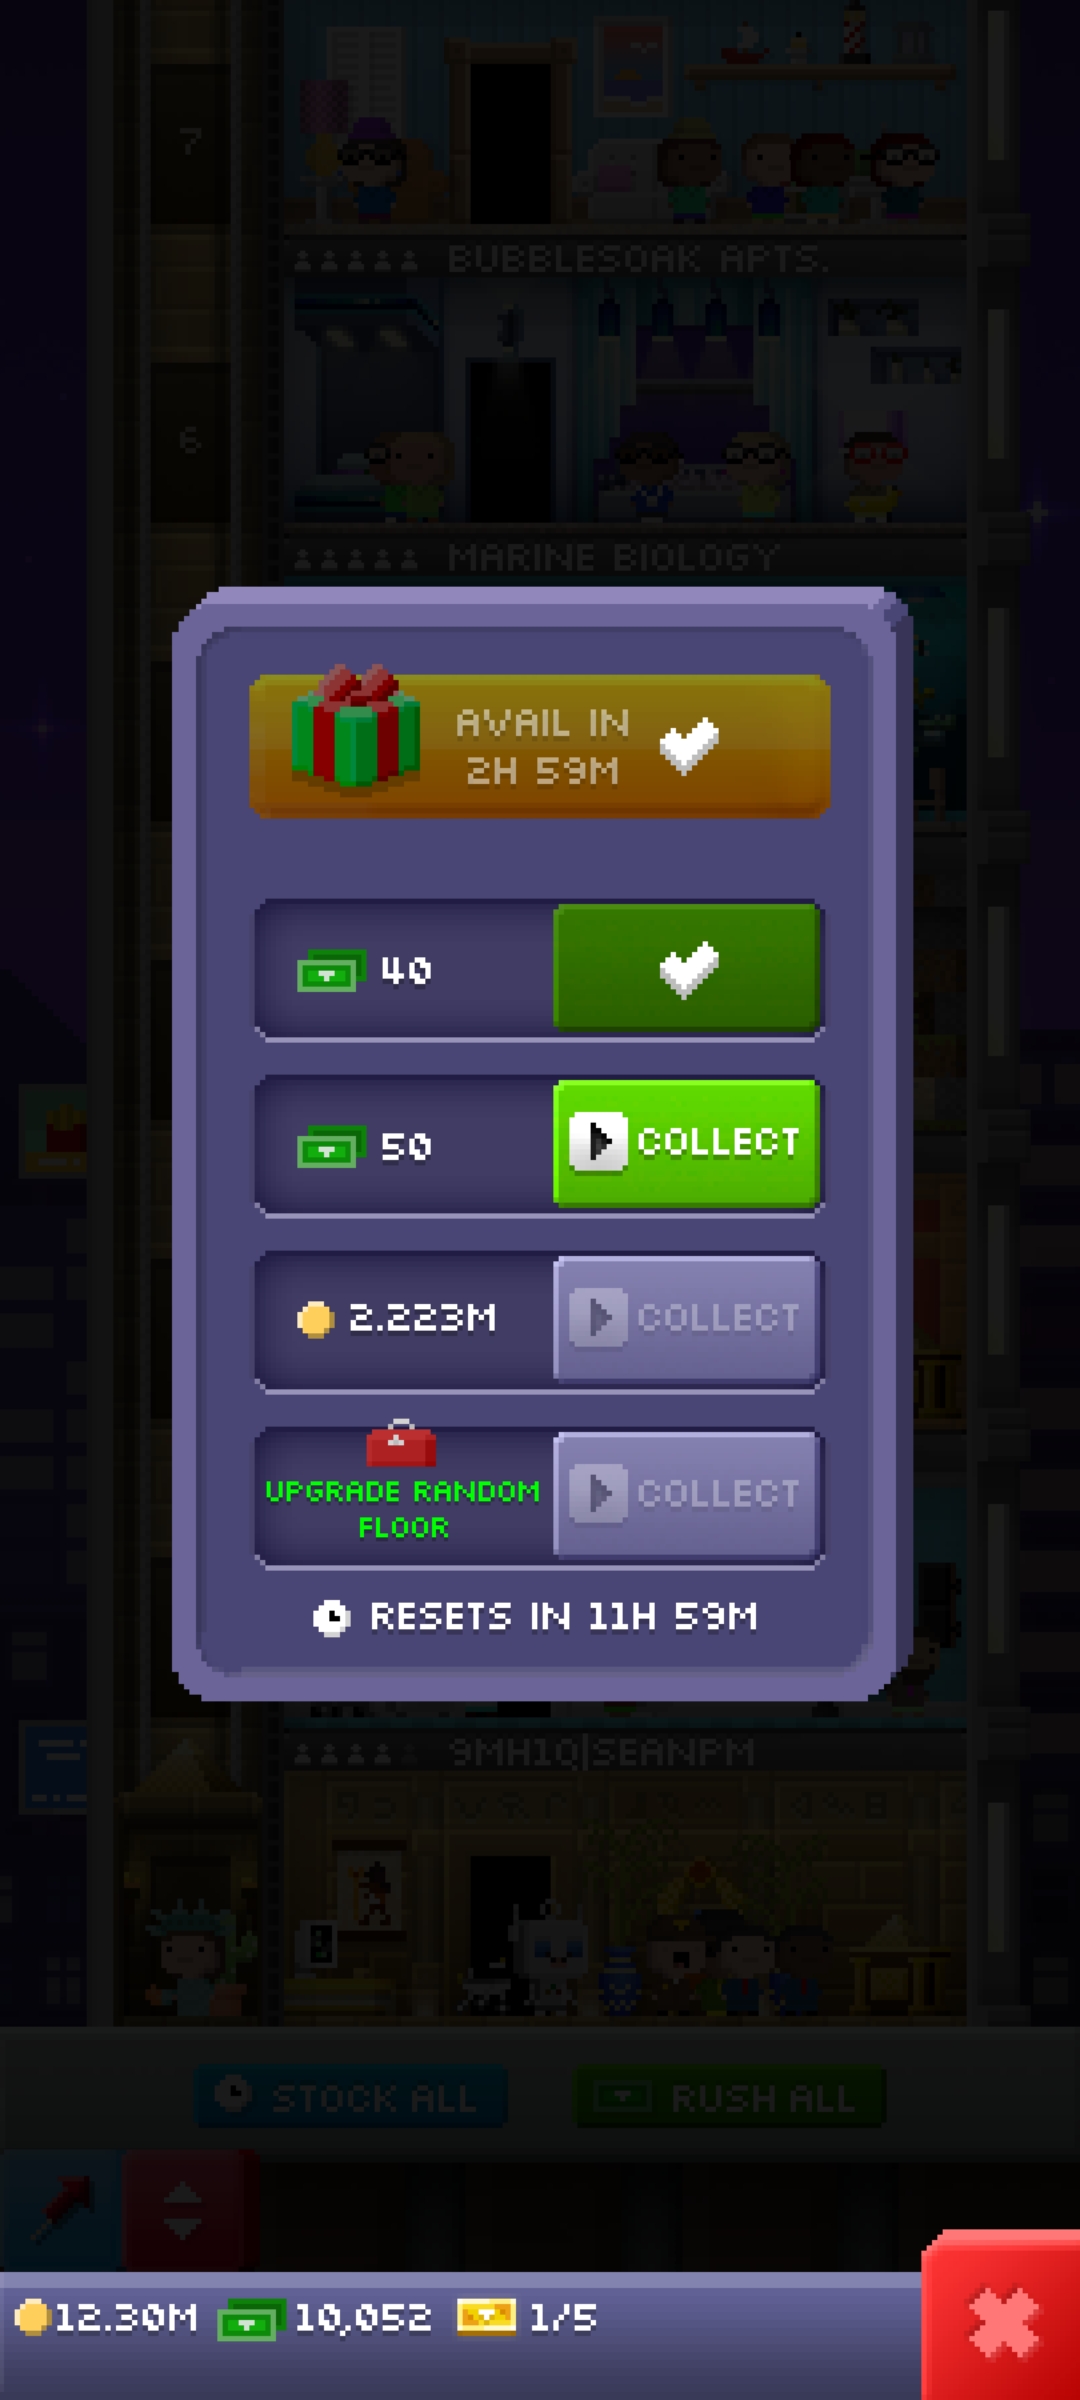 7
BUBBLESOAK APTS.
6
MARINE BIOLOGY
AVAIL IN
2H 59M
40
50
COLLECT
2.223M
COLLECT
UPGRADE RANDOM
FLOOR
COLLECT
RESETS IN 11H 59M
9MH1Q|SEANPM
STOCK ALL
RUSH ALL
12.30M
10,052
1/5